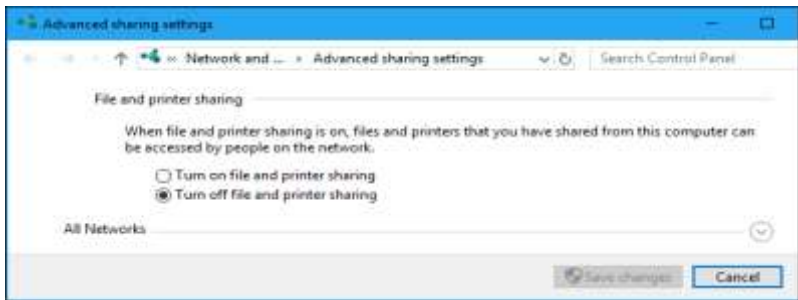 Advanced sharing settings
« Network and ... › Advanced sharing settings
Search Control Panel
File and printer sharing
When file and printer sharing is on, files and printers that you have shared from this computer can
be accessed by people on the network.
Turn on file and printer sharing
Turn off file and printer sharing
All Networks
Save changes
Cancel